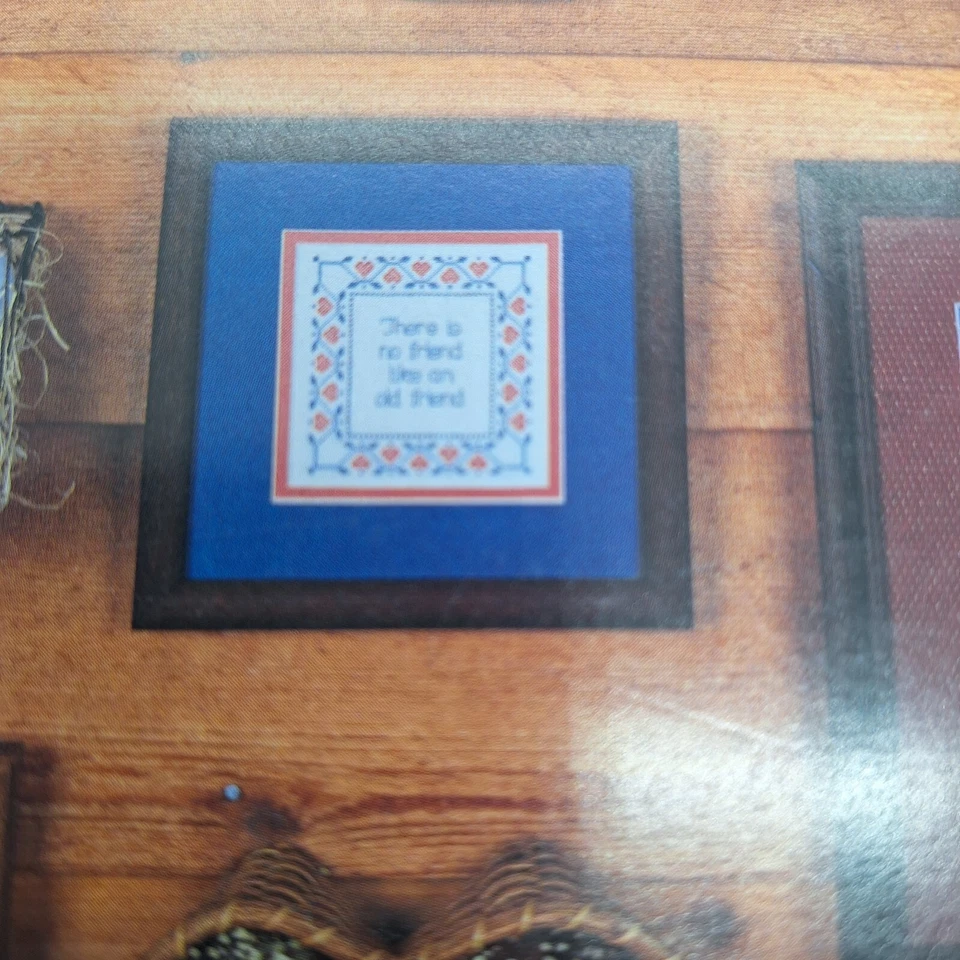 There is
no friend
like an
old friend